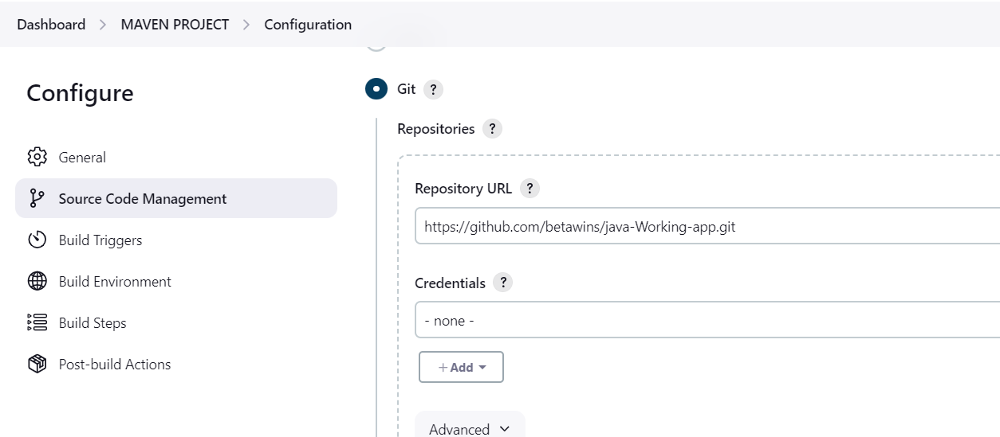 Dashboard > MAVEN PROJECT > Configuration
Configure
General
Source Code Management
Build Triggers
Build Environment
Build Steps
Post-build Actions
Git ?
Repositories ?
Repository URL ?
https://github.com/betawins/java-Working-app.git
Credentials ?
- none -
+ Add
Advanced